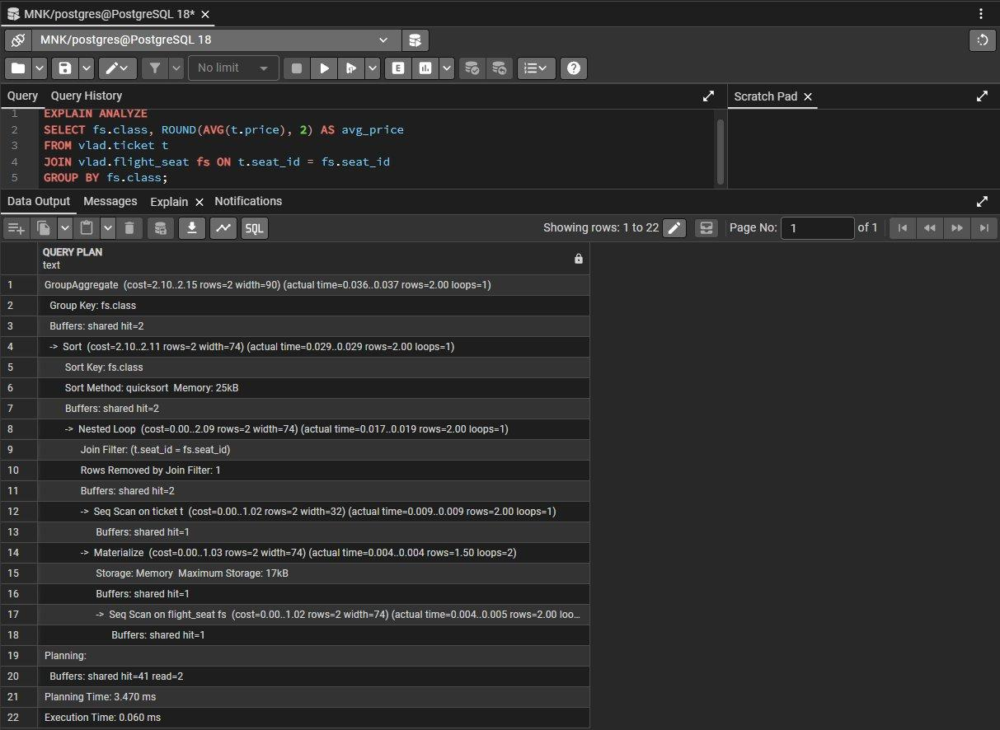 MNK/postgres@PostgreSQL 18*
MNK/postgres@PostgreSQL 18
No limit
E
Query Query History
Scratch Pad
1 EXPLAIN ANALYZE
2 SELECT fs.class, ROUND(AVG(t.price), 2) AS avg_price
3 FROM vlad.ticket t
4 JOIN vlad.flight_seat fs ON t.seat_id = fs.seat_id
5 GROUP BY fs.class;
Data Output Messages Explain Notifications
SQL
Showing rows: 1 to 22
Page No: 1 of 1
QUERY PLAN
text
1 GroupAggregate (cost=2.10..2.15 rows=2 width=90) (actual time=0.036..0.037 rows=2.00 loops=1)
2 Group Key: fs.class
3 Buffers: shared hit=2
4 -> Sort (cost=2.10..2.11 rows=2 width=74) (actual time=0.029..0.029 rows=2.00 loops=1)
5 Sort Key: fs.class
6 Sort Method: quicksort Memory: 25kB
7 Buffers: shared hit=2
8 -> Nested Loop (cost=0.00..2.09 rows=2 width=74) (actual time=0.017..0.019 rows=2.00 loops=1)
9 Join Filter: (t.seat_id = fs.seat_id)
10 Rows Removed by Join Filter: 1
11 Buffers: shared hit=2
12 -> Seq Scan on ticket t (cost=0.00..1.02 rows=2 width=32) (actual time=0.009..0.009 rows=2.00 loops=1)
13 Buffers: shared hit=1
14 -> Materialize (cost=0.00..1.03 rows=2 width=74) (actual time=0.004..0.004 rows=1.50 loops=2)
15 Storage: Memory Maximum Storage: 17kB
16 Buffers: shared hit=1
17 -> Seq Scan on flight_seat fs (cost=0.00..1.02 rows=2 width=74) (actual time=0.004..0.005 rows=2.00 loo...
18 Buffers: shared hit=1
19 Planning:
20 Buffers: shared hit=41 read=2
21 Planning Time: 3.470 ms
22 Execution Time: 0.060 ms